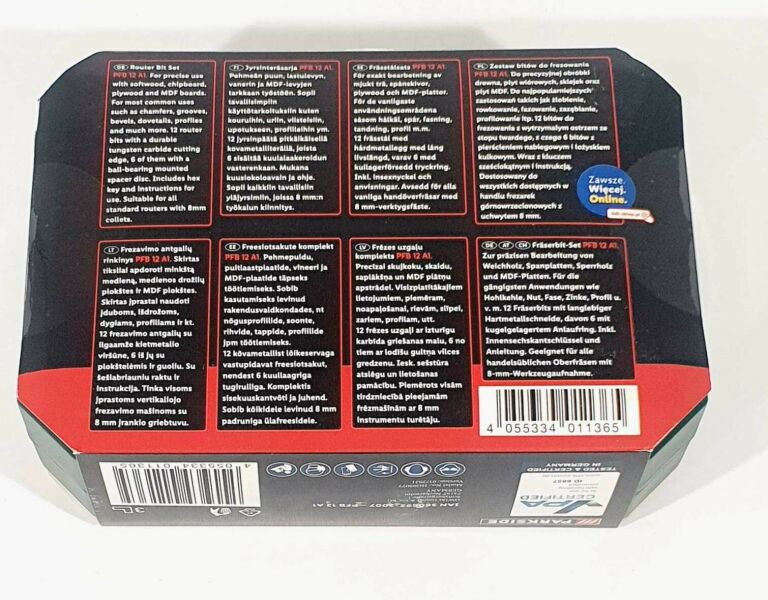 GB Router Bit Set
PFB 12 A1. For precise use
with softwood, chipboard,
plywood and MDF boards.
For most common uses
such as chamfers, grooves,
bevels, dovetails, profiles
and much more. 12 router
bits with a durable
tungsten carbide cutting
edge, 6 of them with a
ball-bearing mounted
spacer disc. Includes hex
key and instructions for
use. Suitable for all
standard routers with 8mm
collets.
FI Jyrsinteräsarja PFB 12 A1.
Pehmeän puun, lastulevyn,
vanerin ja MDF-levyjen
tarkkaan työstöön. Sopii
tavallisimpiin
käyttötarkoituksiin kuten
kouruihin, uriin, viisteisiin,
upotukseen, profiileihin ym.
12 jyrsinpäätä pitkäikäisellä
kovametalliterällä, joista
6 sisältää kuulalaakeroidun
vasterenkaan. Mukana
kuusiokoloavain ja ohje.
Sopii kaikkiin tavallisiin
yläjyrsimiin, joissa 8 mm:n
työkalun kiinnitys.
SE Frässtålsats PFB 12 A1.
För exakt bearbetning av
mjukt trä, spånskivor,
plywood och MDF-plattor.
För de vanligaste
användningsområdena
såsom hålkäl, spår, fasning,
tandning, profil m.m.
12 frässtål med
hårdmetallegg med lång
livslängd, varav 6 med
kullagerförsedd tryckring.
Inkl. insexnyckel och
anvisningar. Avsedd för alla
vanliga handöverfräsar med
8 mm-verktygsfäste.
PL Zestaw bitów do frezowania
PFB 12 A1. Do precyzyjnej obróbki
drewna, płyt wiórowych, sklejek oraz
płyt MDF. Do najpopularniejszych
zastosowań takich jak żłobienie,
rowkowanie, fazowanie, zazębianie,
profilowanie itp. 12 bitów do
frezowania z wytrzymałym ostrzem ze
stopu twardego, z czego 6 bitów z
pierścieniem nabiegowym i łożyskiem
kulkowym. Wraz z kluczem
sześciokątnym i instrukcją.
Dostosowany do
wszystkich dostępnych w
handlu frezarek
górnowrzecionowych z
uchwytem 8 mm.
Zawsze.
Więcej.
Online.
LT Frezavimo antgalių
rinkinys PFB 12 A1. Skirtas
tiksliai apdoroti minkštą
medieną, medienos drožlių
plokštes ir MDF plokštes.
Skirtas įprastai naudoti
įduboms, išdrožoms,
dygiams, profiliams ir kt.
12 frezavimo antgalių su
ilgaamže kietmetalio
viršūne, 6 iš jų su
plokštelėmis ir guoliu. Su
šešiabriauniu raktu ir
instrukcija. Tinka visoms
įprastoms vertikaliojo
frezavimo mašinoms su
8 mm įrankio griebtuvu.
EE Freesiotsakute komplekt
PFB 12 A1. Pehmepuidu,
puitlaastplaatide, vineeri ja
MDF-plaatide täpseks
töötlemiseks. Sobib
kasutamiseks levinud
rakendusvaldkondades, nt
nõgusprofiilide, soonte,
rihvide, tappide, profiilide
jpm töötlemiseks.
12 kõvametallist lõikeservaga
vastupidavat freesiotsakut,
nendest 6 kuullaagriga
tugirulliga. Komplektis
sisekuuskantvõti ja juhend.
Sobib kõikidele levinud 8 mm
padruniga ülafreesidele.
LV Frēzes uzgaļu
komplekts PFB 12 A1.
Precīzai skujkoku, skaidu,
saplākšņa un MDF plātņu
apstrādei. Visizplatītākajiem
lietojumiem, piemēram,
noapaļošanai, rievām, slīpei,
zariem, profilam, utt.
12 frēzes uzgaļi ar izturīgu
karbīda griešanas malu, 6 no
tiem ar lodīšu gultņa vilces
gredzenu. Iesk. sešstūra
atslēgu un lietošanas
pamācību. Piemērots visām
tirdzniecībā pieejamām
frēzmašīnām ar 8 mm
instrumentu turētāju.
DE AT CH Fräserbit-Set PFB 12 A1.
Zur präzisen Bearbeitung von
Weichholz, Spanplatten, Sperrholz
und MDF-Platten. Für die
gängigsten Anwendungen wie
Hohlkehle, Nut, Fase, Zinke, Profil u.
v. m. 12 Fräserbits mit langlebiger
Hartmetallschneide, davon 6 mit
kugelgelagertem Anlaufring. Inkl.
Innensechskantschlüssel und
Anleitung. Geeignet für alle
handelsüblichen Oberfräsen mit
8-mm-Werkzeugaufnahme.
4 055334 011365
4 055334 011365
3L
GERMANY
TESTED & CERTIFIED
IN GERMANY
ID 6857
CERTIFIED
VPA
PARKSIDE